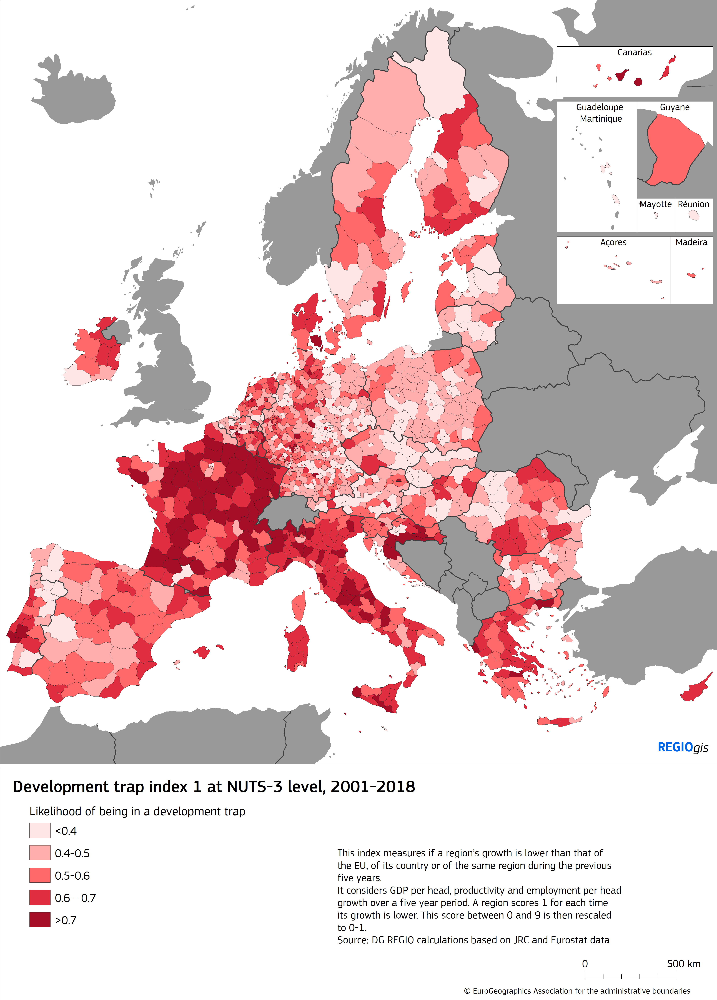 Canarias
Guadeloupe
Martinique
Guyane
Mayotte
Réunion
Açores
Madeira
REGIOgis
Development trap index 1 at NUTS-3 level, 2001-2018
Likelihood of being in a development trap
<0.4
0.4-0.5
0.5-0.6
0.6 - 0.7
>0.7
This index measures if a region's growth is lower than that of
the EU, of its country or of the same region during the previous
five years.
It considers GDP per head, productivity and employment per head
growth over a five year period. A region scores 1 for each time
its growth is lower. This score between 0 and 9 is then rescaled
to 0-1.
Source: DG REGIO calculations based on JRC and Eurostat data
0 500 km
© EuroGeographics Association for the administrative boundaries